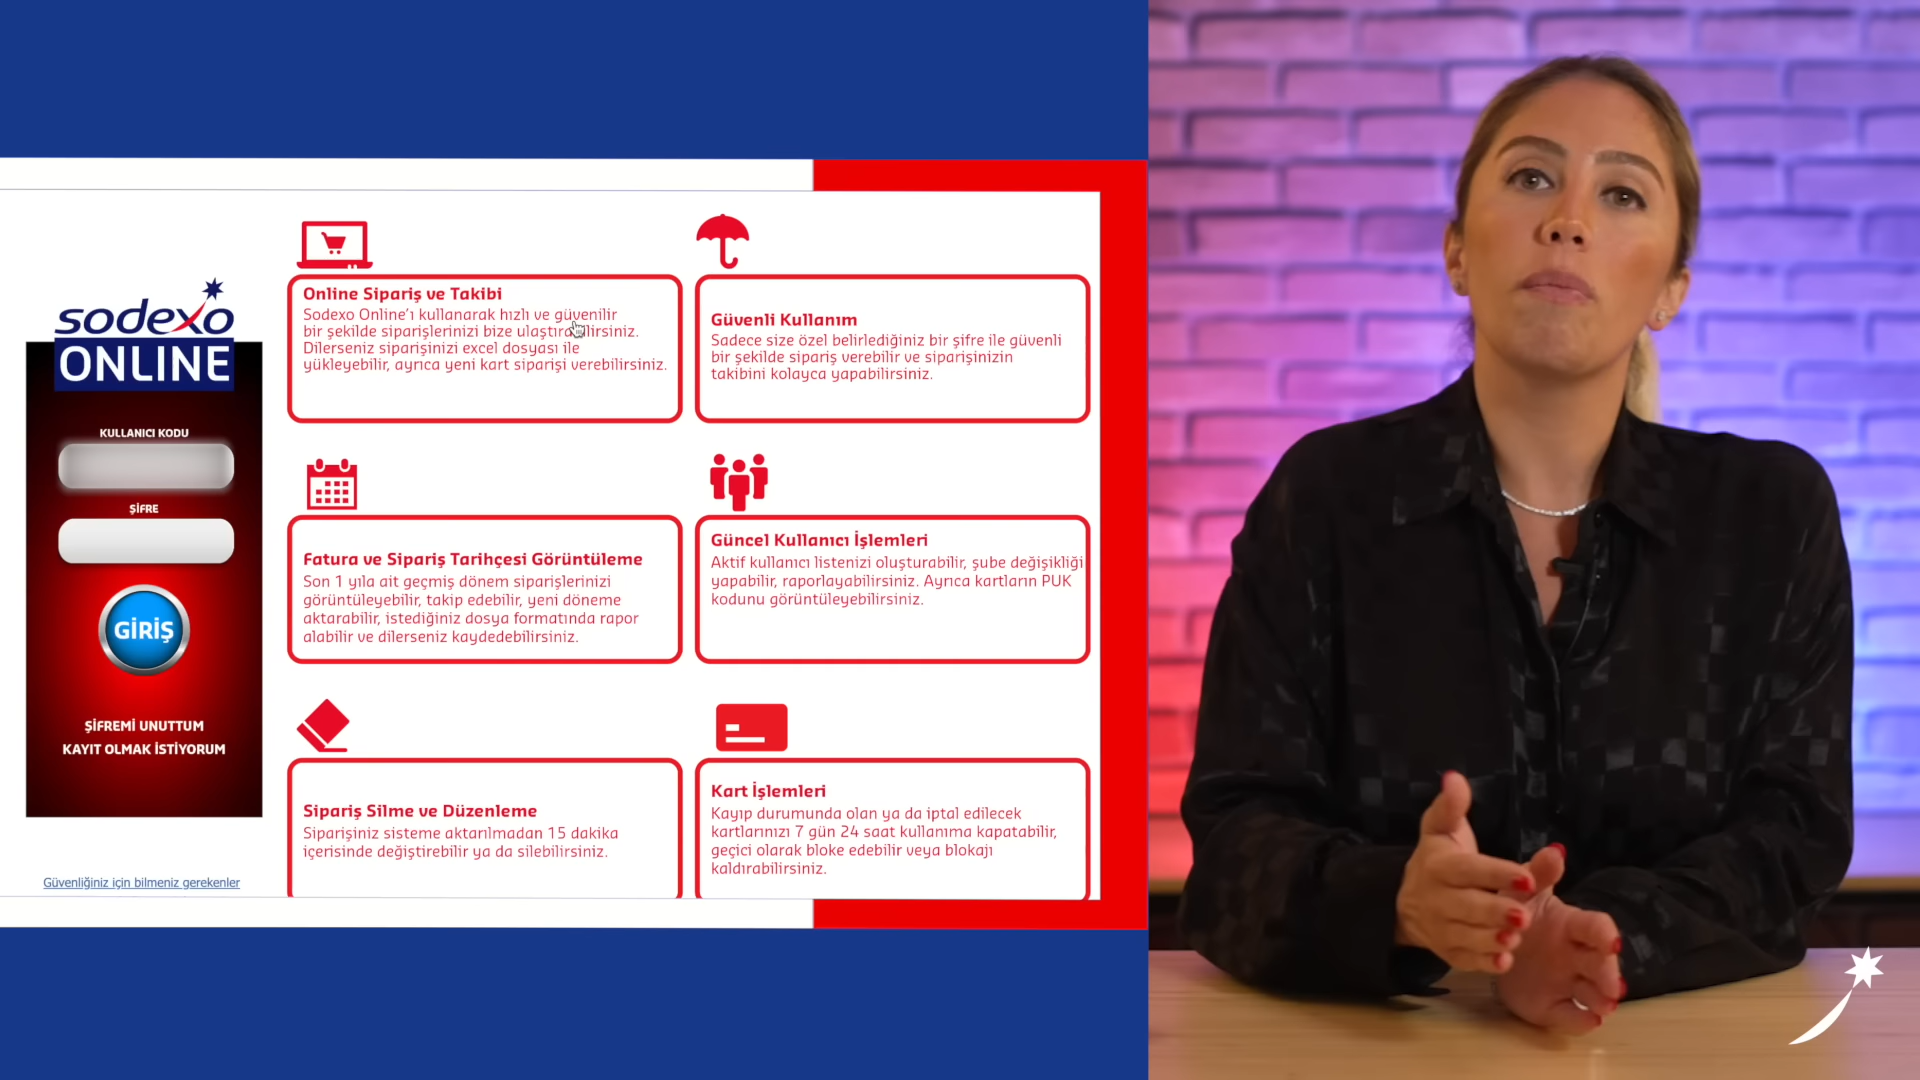 sodexo
ONLINE
KULLANICI KODU
ŞİFRE
GİRİŞ
ŞİFREMİ UNUTTUM
KAYIT OLMAK İSTİYORUM
Güvenliğiniz için bilmeniz gerekenler
Online Sipariş ve Takibi
Sodexo Online'ı kullanarak hızlı ve güvenilir
bir şekilde siparişlerinizi bize ulaştırabilirsiniz.
Dilerseniz siparişinizi excel dosyası ile
yükleyebilir, ayrıca yeni kart siparişi verebilirsiniz.
Güvenli Kullanım
Sadece size özel belirlediğiniz bir şifre ile güvenli
bir şekilde sipariş verebilir ve siparişinizin
takibini kolayca yapabilirsiniz.
Fatura ve Sipariş Tarihçesi Görüntüleme
Son 1 yıla ait geçmiş dönem siparişlerinizi
görüntüleyebilir, takip edebilir, yeni döneme
aktarabilir, istediğiniz dosya formatında rapor
alabilir ve dilerseniz kaydedebilirsiniz.
Güncel Kullanıcı İşlemleri
Aktif kullanıcı listenizi oluşturabilir, şube değişikliği
yapabilir, raporlayabilirsiniz. Ayrıca kartların PUK
kodunu görüntüleyebilirsiniz.
Sipariş Silme ve Düzenleme
Siparişiniz sisteme aktarılmadan 15 dakika
içerisinde değiştirebilir ya da silebilirsiniz.
Kart İşlemleri
Kayıp durumunda olan ya da iptal edilecek
kartlarınızı 7 gün 24 saat kullanıma kapatabilir,
geçici olarak bloke edebilir veya blokajı
kaldırabilirsiniz.